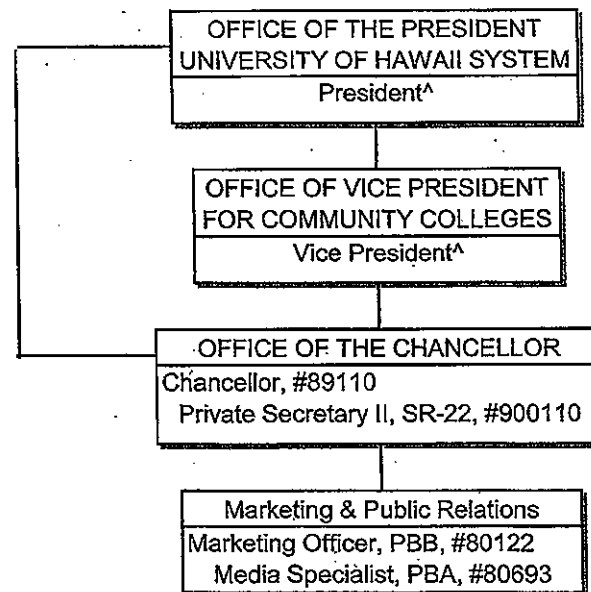 OFFICE OF THE PRESIDENT
UNIVERSITY OF HAWAII SYSTEM
President^
OFFICE OF VICE PRESIDENT
FOR COMMUNITY COLLEGES
Vice President^
OFFICE OF THE CHANCELLOR
Chancellor, #89110
Private Secretary II, SR-22, #900110
Marketing & Public Relations
Marketing Officer, PBB, #80122
Media Specialist, PBA, #80693